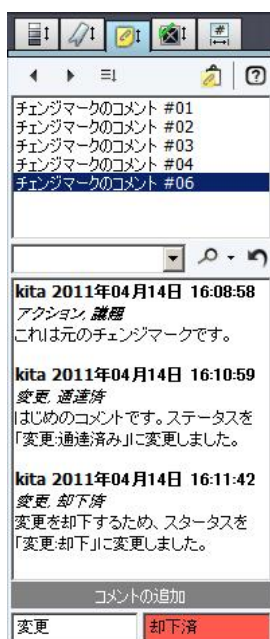 チェンジマークのコメント #01
チェンジマークのコメント #02
チェンジマークのコメント #03
チェンジマークのコメント #04
チェンジマークのコメント #06
kita 2011年04月14日 16:08:58
アクション, 議題
これは元のチェンジマークです。
kita 2011年04月14日 16:10:59
変更, 通達済
はじめのコメントです。ステータスを
「変更:通達済み」に変更しました。
kita 2011年04月14日 16:11:42
変更, 却下済
変更を却下するため、スタータスを
「変更:却下」に変更しました。
コメントの追加
変更 却下済